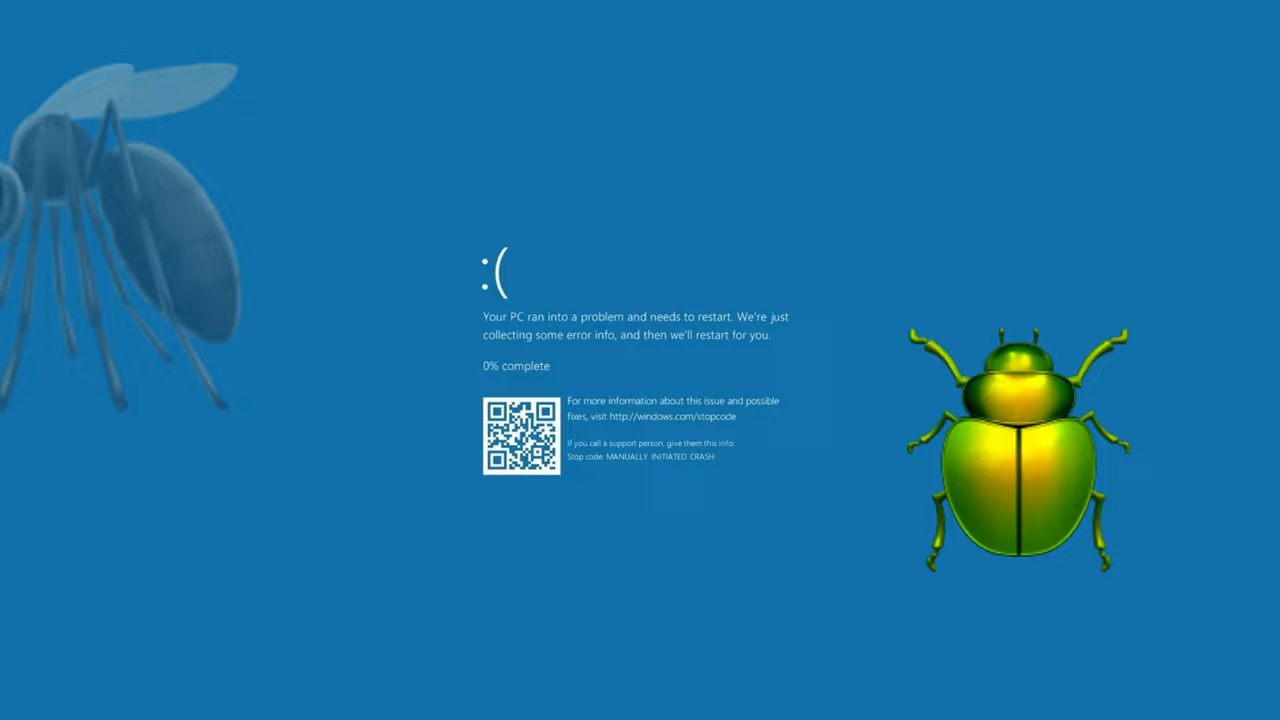 :(
Your PC ran into a problem and needs to restart. We're just
collecting some error info, and then we'll restart for you.
0% complete
For more information about this issue and possible
fixes, visit http://windows.com/stopcode
If you call a support person, give them this info:
Stop code: MANUALLY INITIATED CRASH